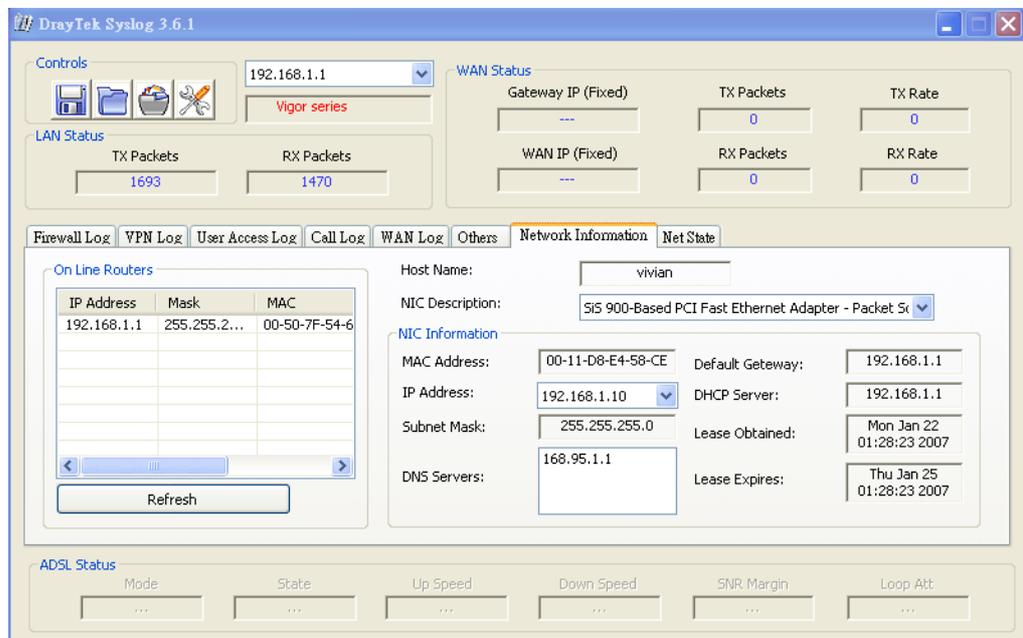 DrayTek Syslog 3.6.1
Controls
192.168.1.1
Vigor series
WAN Status
Gateway IP (Fixed)
TX Packets
TX Rate
---
0
0
WAN IP (Fixed)
RX Packets
RX Rate
---
0
0
LAN Status
TX Packets
RX Packets
1693
1470
Firewall Log
VPN Log
User Access Log
Call Log
WAN Log
Others
Network Information
Net State
On Line Routers
IP Address
Mask
MAC
192.168.1.1
255.255.2...
00-50-7F-54-6
Refresh
Host Name:
vivian
NIC Description:
SiS 900-Based PCI Fast Ethernet Adapter - Packet Sc
NIC Information
MAC Address:
00-11-D8-E4-58-CE
IP Address:
192.168.1.10
Subnet Mask:
255.255.255.0
DNS Servers:
168.95.1.1
Default Geteway:
192.168.1.1
DHCP Server:
192.168.1.1
Lease Obtained:
Mon Jan 22
01:28:23 2007
Lease Expires:
Thu Jan 25
01:28:23 2007
ADSL Status
Mode
State
Up Speed
Down Speed
SNR Margin
Loop Att
...
...
...
...
...
...